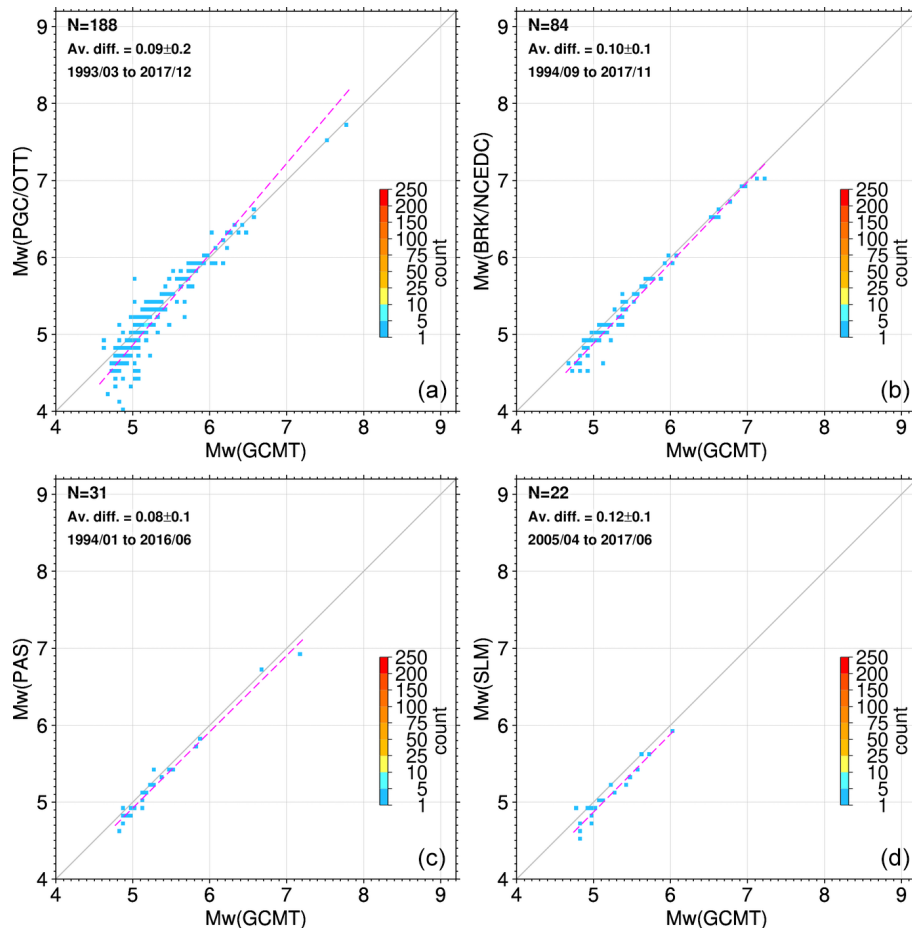 N=188
Av. diff. = 0.09±0.2
1993/03 to 2017/12
9
8
7
6
5
4
Mw(PGC/OTT)
250
200
150
100
75
50
25
10
5
1
count
(a)
4 5 6 7 8 9
Mw(GCMT)
N=84
Av. diff. = 0.10±0.1
1994/09 to 2017/11
9
8
7
6
5
4
Mw(BRK/NCEDC)
250
200
150
100
75
50
25
10
5
1
count
(b)
4 5 6 7 8 9
Mw(GCMT)
N=31
Av. diff. = 0.08±0.1
1994/01 to 2016/06
9
8
7
6
5
4
Mw(PAS)
250
200
150
100
75
50
25
10
5
1
count
(c)
4 5 6 7 8 9
Mw(GCMT)
N=22
Av. diff. = 0.12±0.1
2005/04 to 2017/06
9
8
7
6
5
4
Mw(SLM)
250
200
150
100
75
50
25
10
5
1
count
(d)
4 5 6 7 8 9
Mw(GCMT)